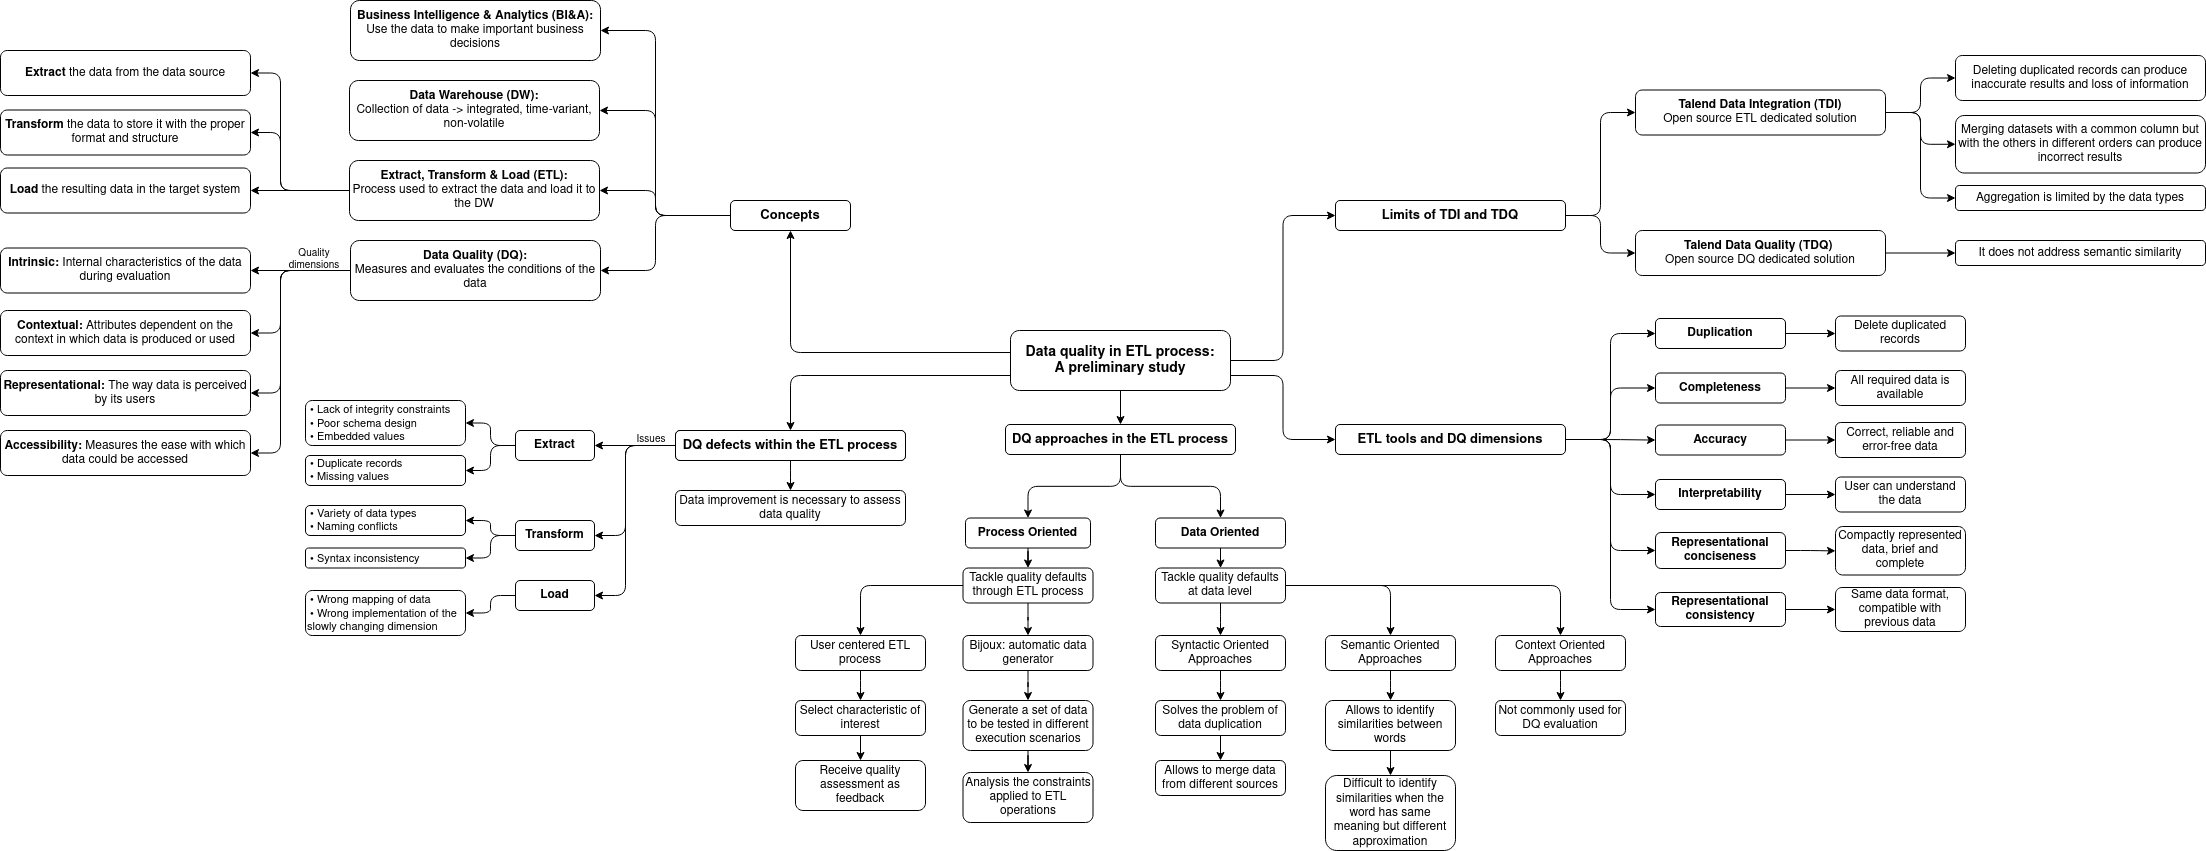 Business Intelligence & Analytics (BI&A):
Use the data to make important business
decisions
Data Warehouse (DW):
Collection of data -> integrated, time-variant,
non-volatile
Extract, Transform & Load (ETL):
Process used to extract the data and load it to
the DW
Data Quality (DQ):
Measures and evaluates the conditions of the
data
Extract the data from the data source
Transform the data to store it with the proper
format and structure
Load the resulting data in the target system
Quality
dimensions
Intrinsic: Internal characteristics of the data
during evaluation
Contextual: Attributes dependent on the
context in which data is produced or used
Representational: The way data is perceived
by its users
Accessibility: Measures the ease with which
data could be accessed
Concepts
Data quality in ETL process:
A preliminary study
Limits of TDI and TDQ
Talend Data Integration (TDI)
Open source ETL dedicated solution
Deleting duplicated records can produce
inaccurate results and loss of information
Merging datasets with a common column but
with the others in different orders can produce
incorrect results
Aggregation is limited by the data types
Talend Data Quality (TDQ)
Open source DQ dedicated solution
It does not address semantic similarity
DQ defects within the ETL process
Data improvement is necessary to assess
data quality
Issues
Extract
• Lack of integrity constraints
• Poor schema design
• Embedded values
• Duplicate records
• Missing values
Transform
• Variety of data types
• Naming conflicts
• Syntax inconsistency
Load
• Wrong mapping of data
• Wrong implementation of the
slowly changing dimension
DQ approaches in the ETL process
Process Oriented
Tackle quality defaults
through ETL process
User centered ETL
process
Select characteristic of
interest
Receive quality
assessment as
feedback
Bijoux: automatic data
generator
Generate a set of data
to be tested in different
execution scenarios
Analysis the constraints
applied to ETL
operations
Data Oriented
Tackle quality defaults
at data level
Syntactic Oriented
Approaches
Solves the problem of
data duplication
Allows to merge data
from different sources
Semantic Oriented
Approaches
Allows to identify
similarities between
words
Difficult to identify
similarities when the
word has same
meaning but different
approximation
Context Oriented
Approaches
Not commonly used for
DQ evaluation
ETL tools and DQ dimensions
Duplication
Delete duplicated
records
Completeness
All required data is
available
Accuracy
Correct, reliable and
error-free data
Interpretability
User can understand
the data
Representational
conciseness
Compactly represented
data, brief and
complete
Representational
consistency
Same data format,
compatible with
previous data